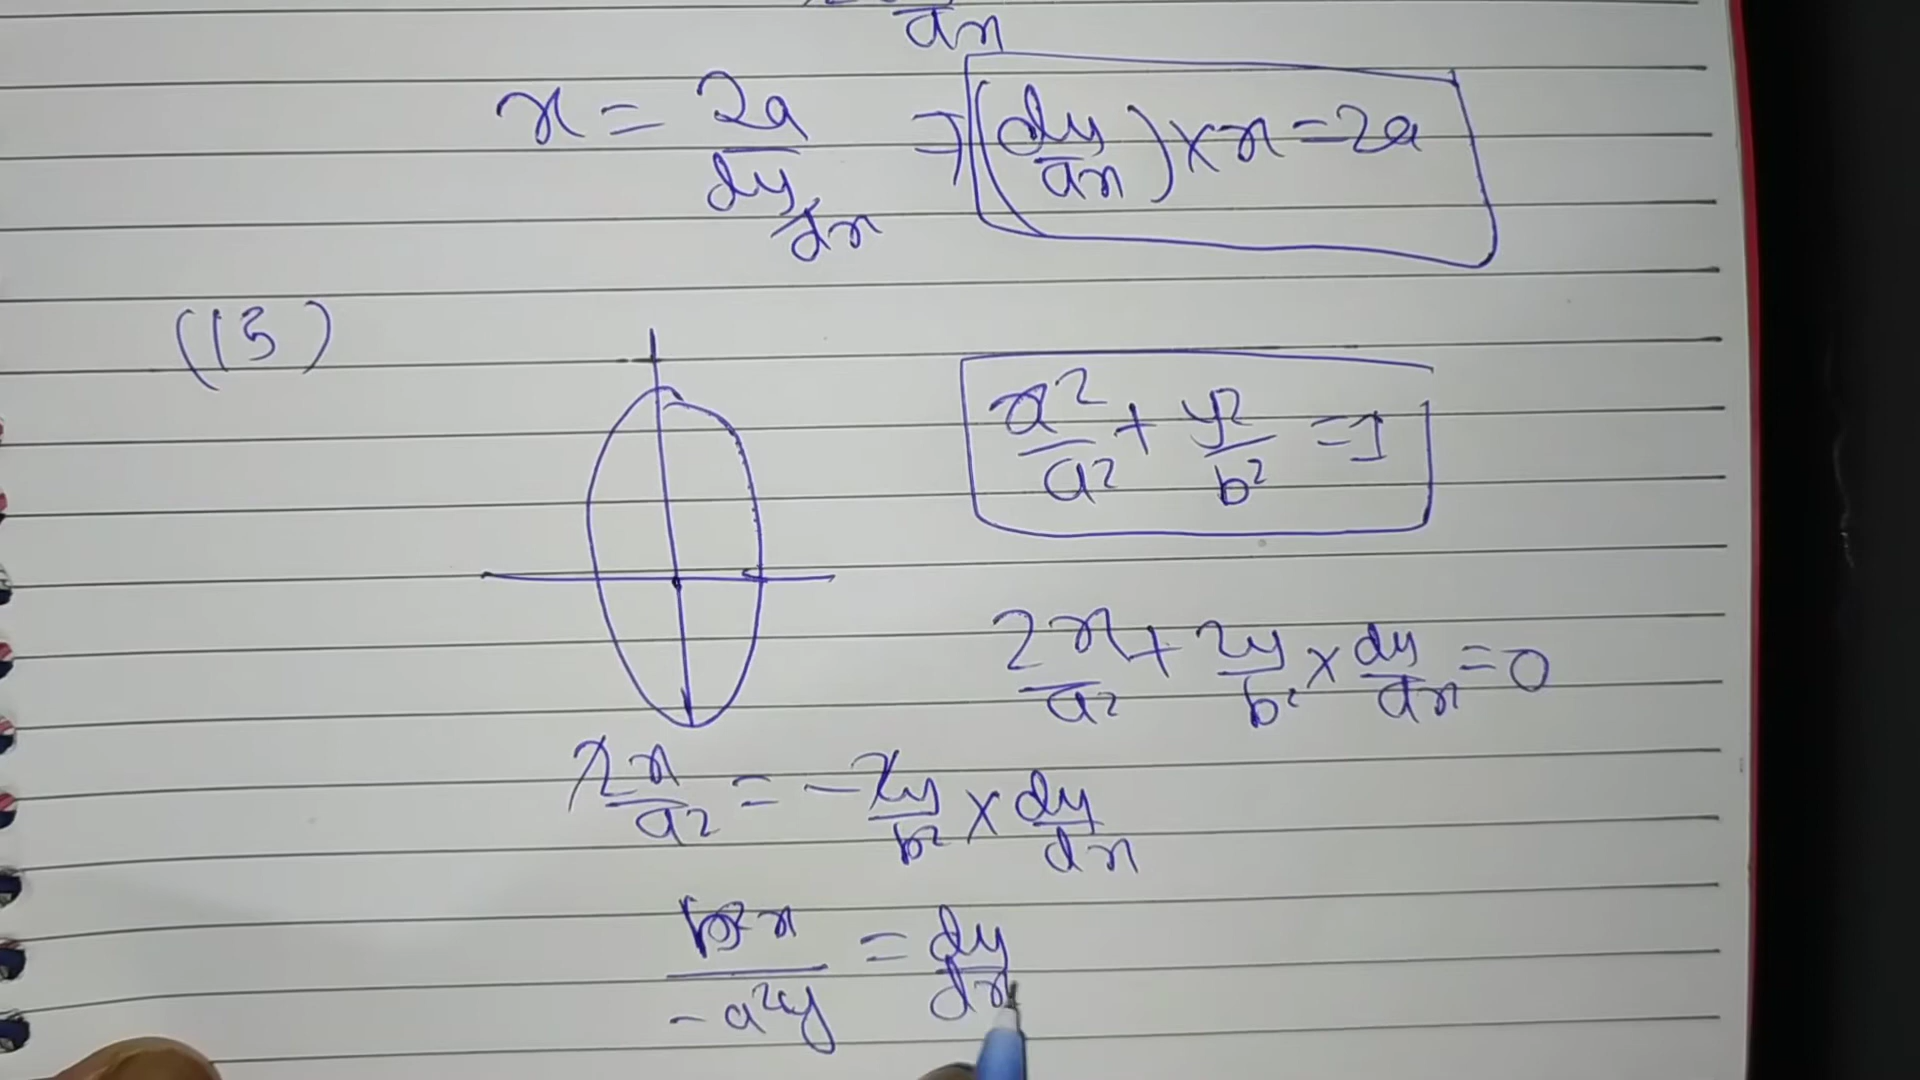 dx
x = 2a/(dy/dx) ⇒ (dy/dx) × x = 2a
(13)
x²/a² + y²/b² = 1
2x/a² + 2y/b² × dy/dx = 0
2x/a² = -2y/b² × dy/dx
b²x/-a²y = dy/dx